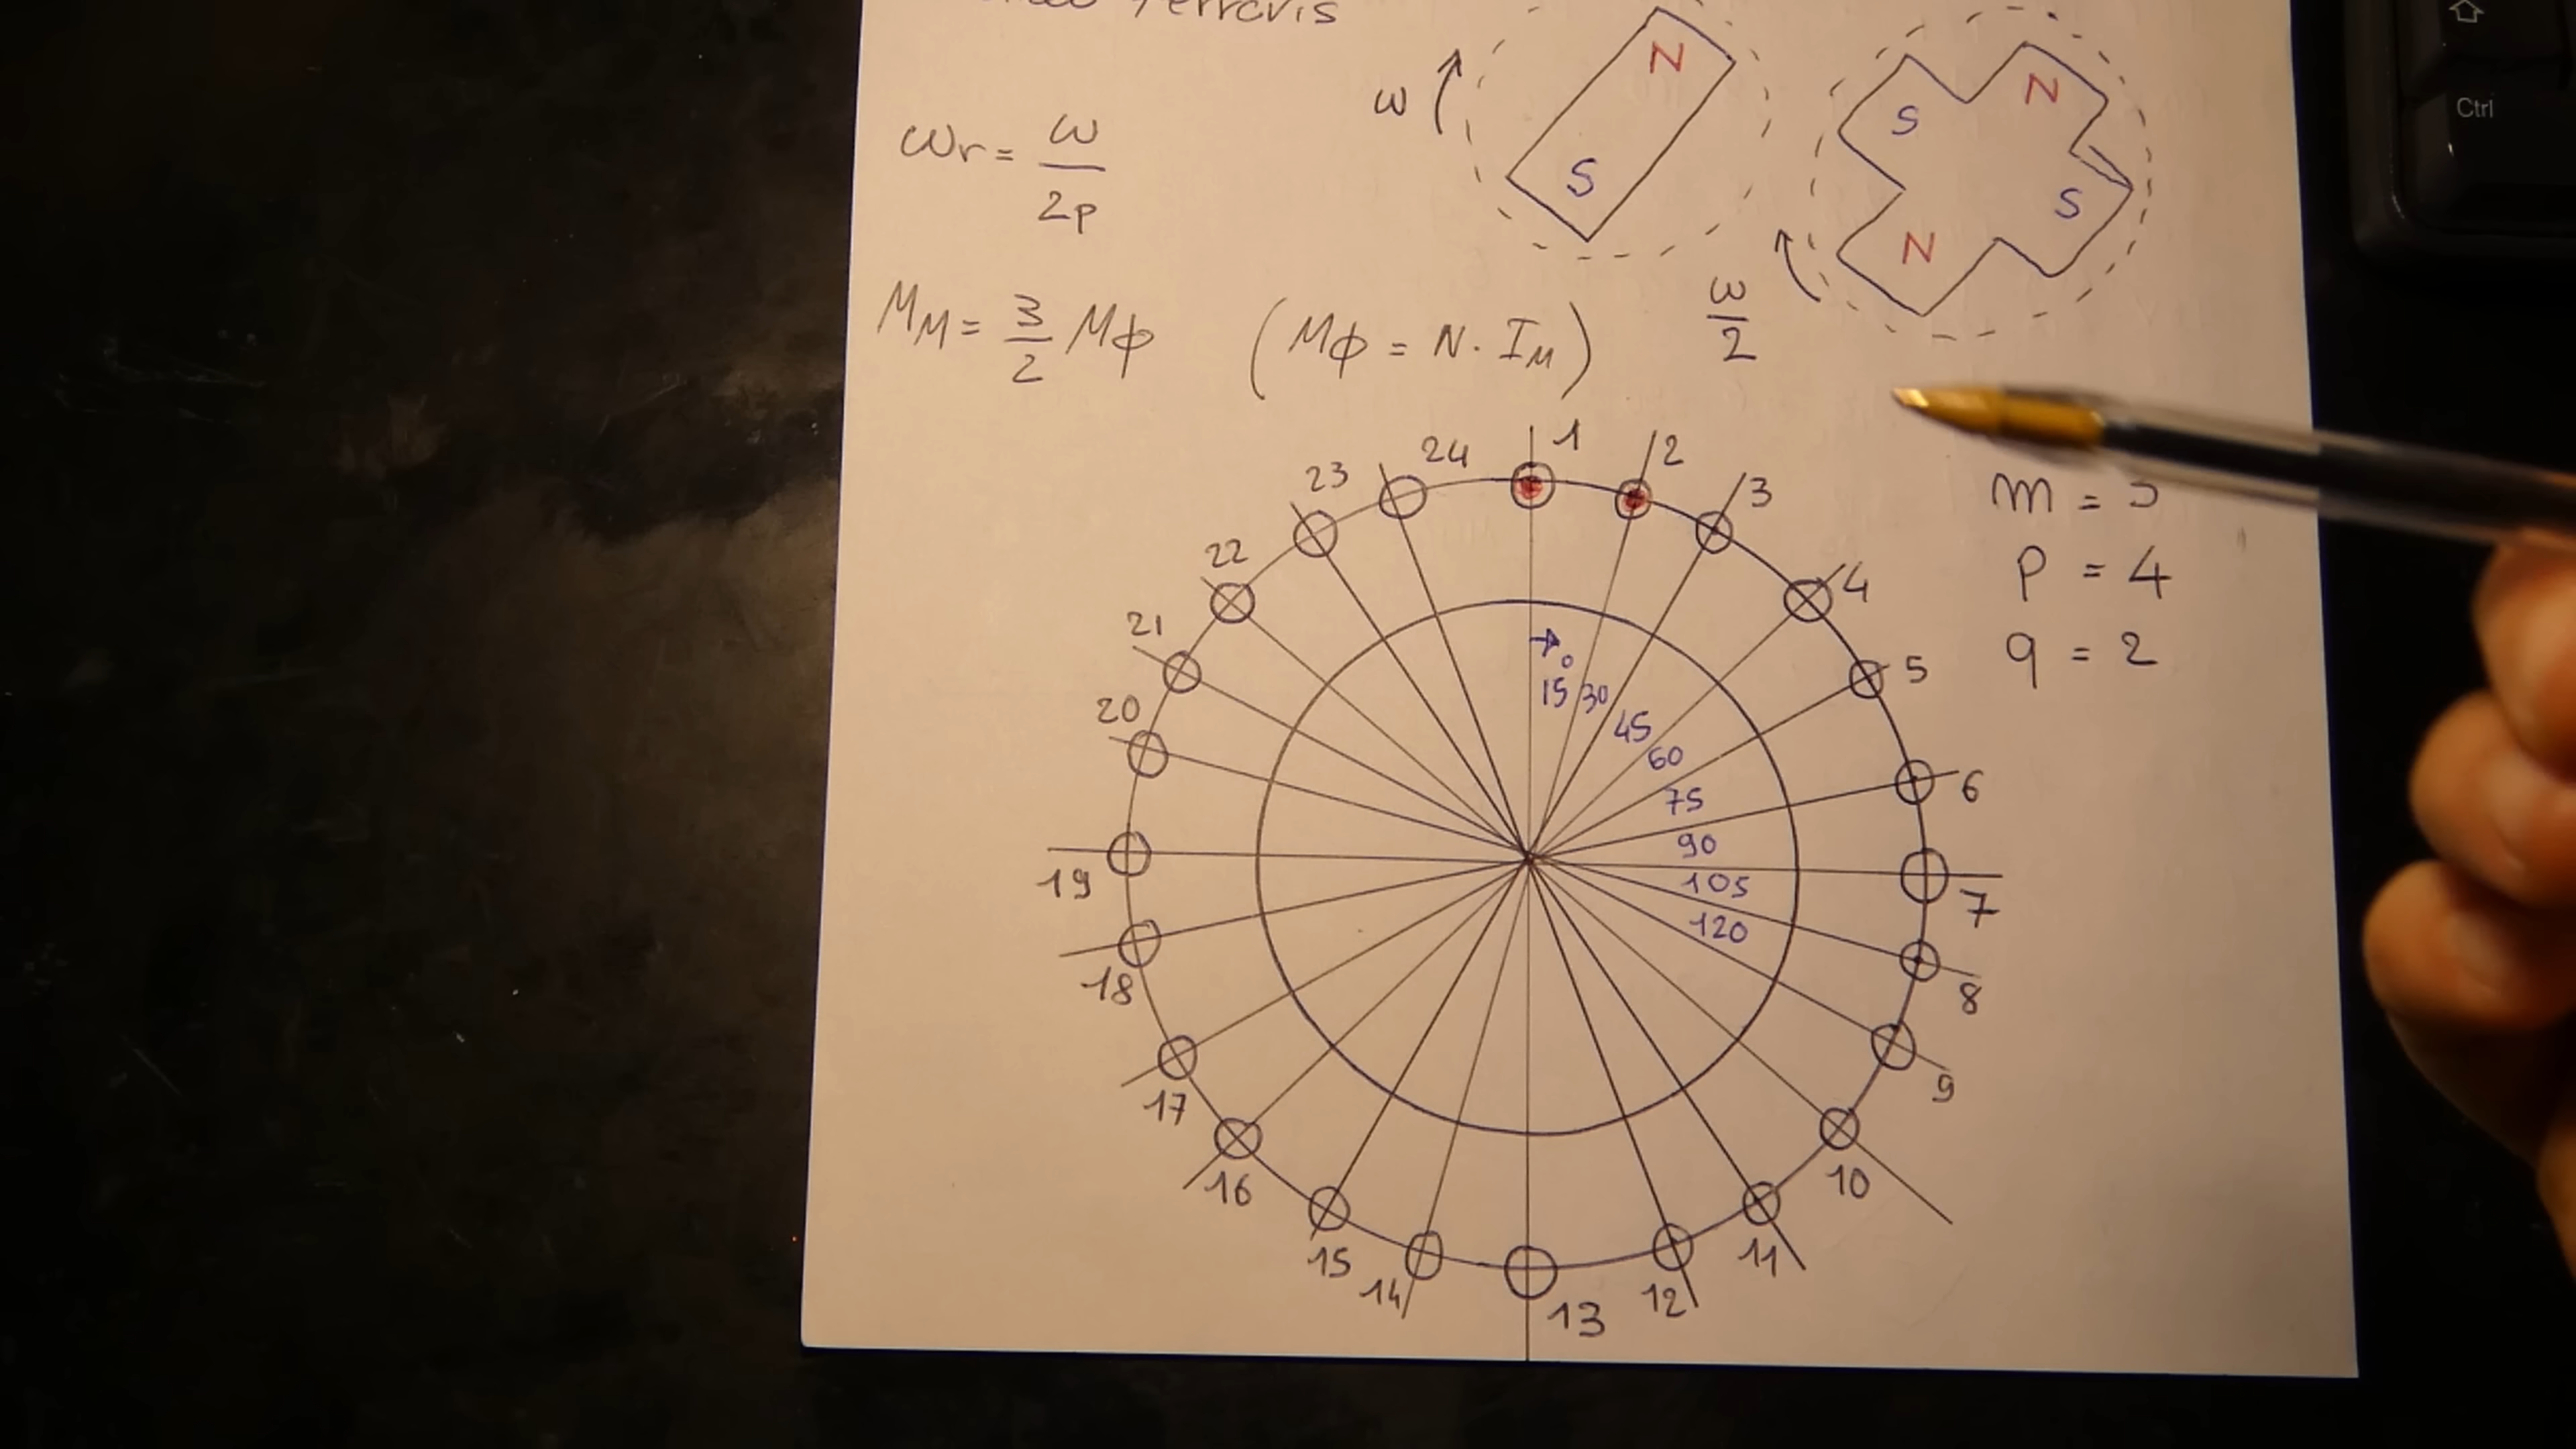 Ferraris
N
N
S
ω
S
ωr = ω / 2p
S
N
MM = 3/2 Mφ (Mφ = N · IM)
ω/2
24 1 2
23 3
m =
22 4
p = 4
21 5
q = 2
20 6
19 7
18 8
17 9
16 10
15 11
14 12
13
15° 30
45
60
75
90
105
120
Ctrl